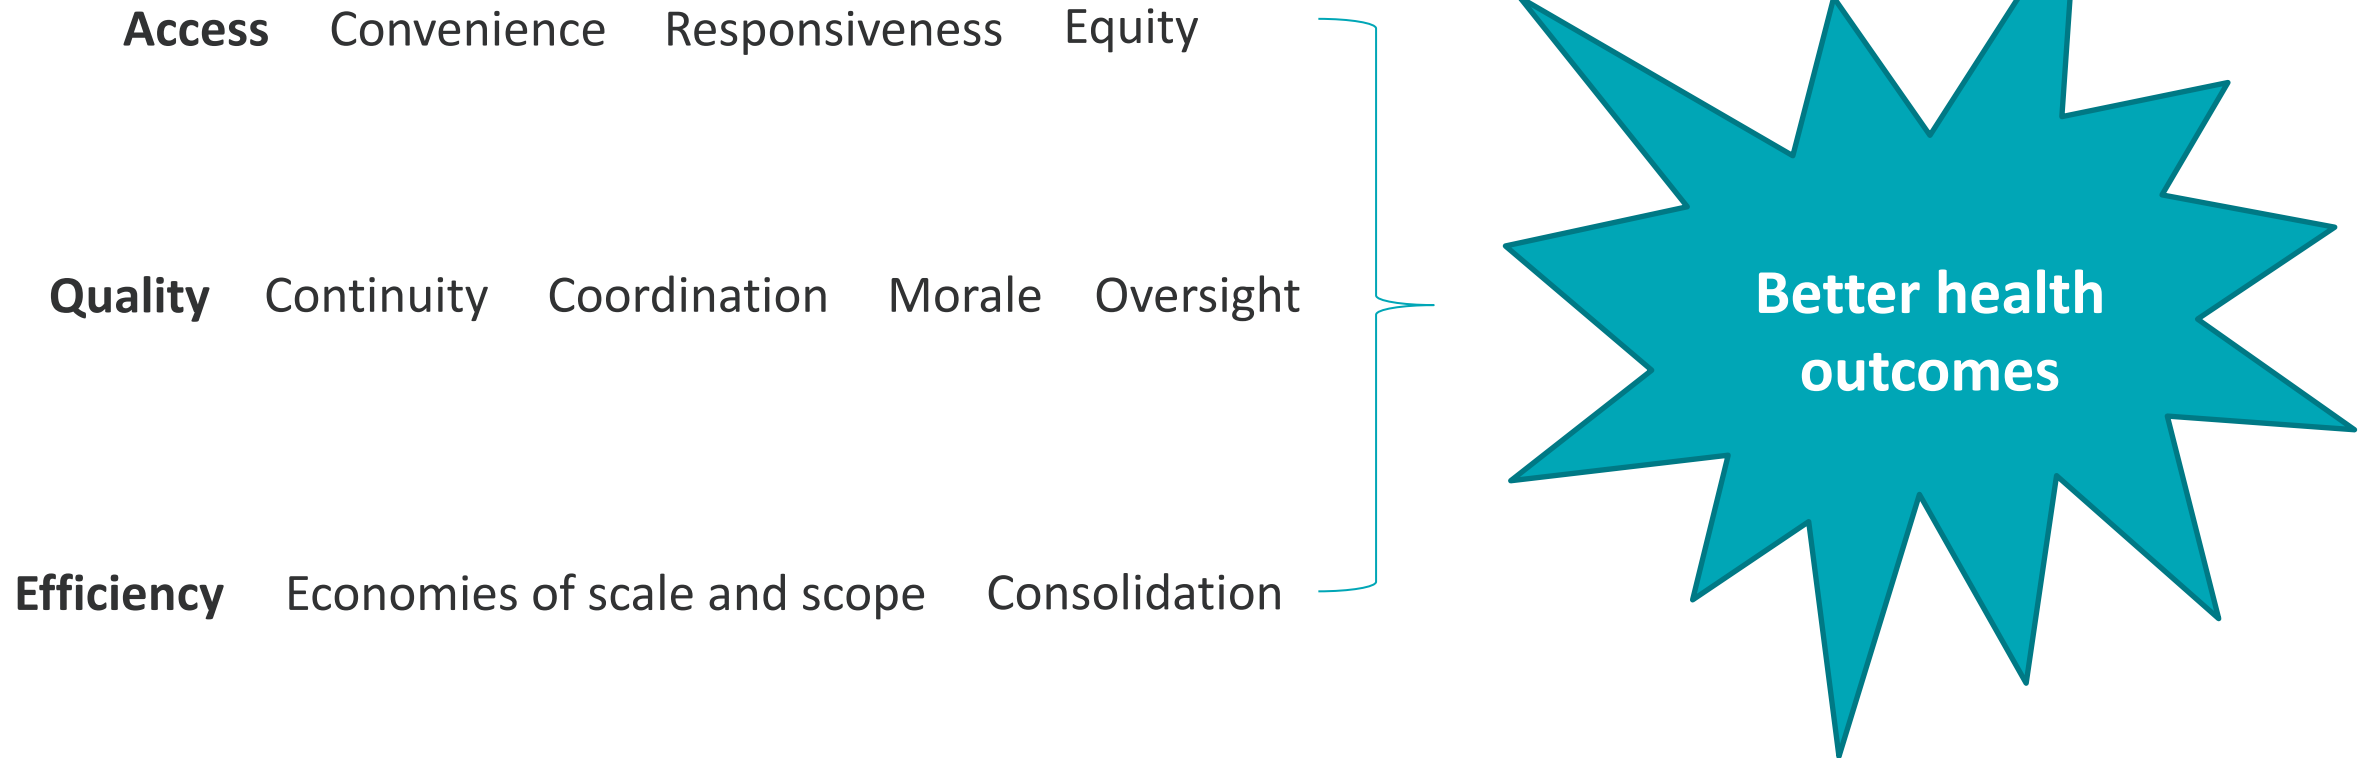 Access Convenience Responsiveness Equity
Quality Continuity Coordination Morale Oversight
Efficiency Economies of scale and scope Consolidation
Better health
outcomes